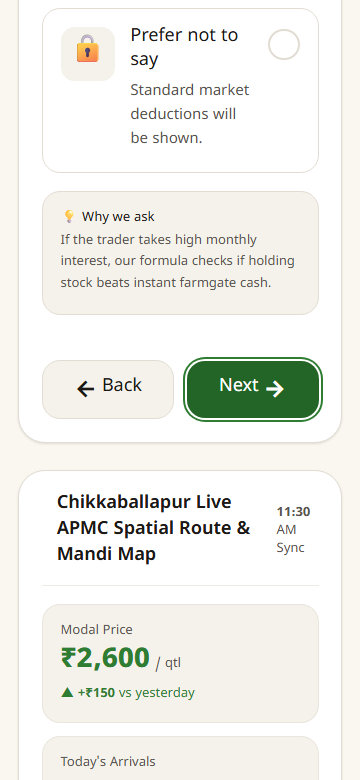 Prefer not to
say
Standard market
deductions will
be shown.
💡 Why we ask
If the trader takes high monthly
interest, our formula checks if holding
stock beats instant farmgate cash.
← Back
Next →
Chikkaballapur Live
APMC Spatial Route &
Mandi Map
11:30
AM
Sync
Modal Price
₹2,600 / qtl
▲ +₹150 vs yesterday
Today's Arrivals